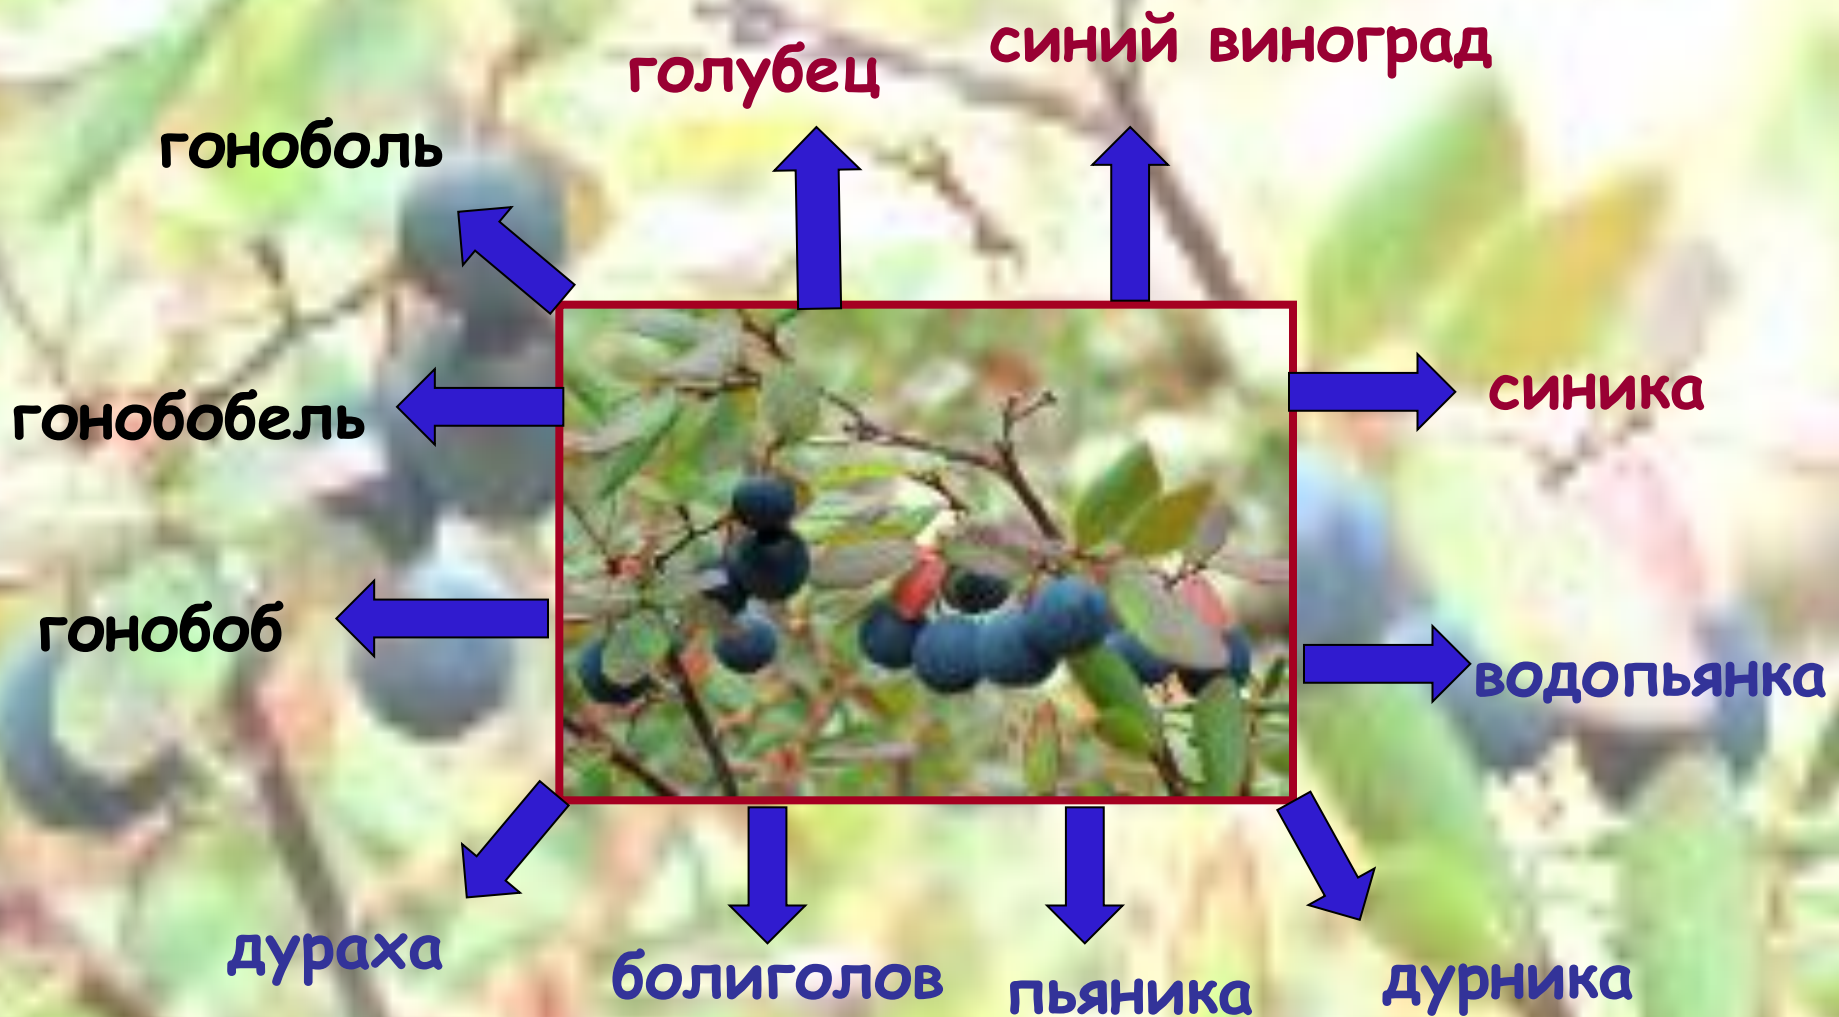 синий виноград
голубец
гоноболь
синика
гонобобель
гонобоб
водопьянка
дураха
болиголов
пьяника
дурника